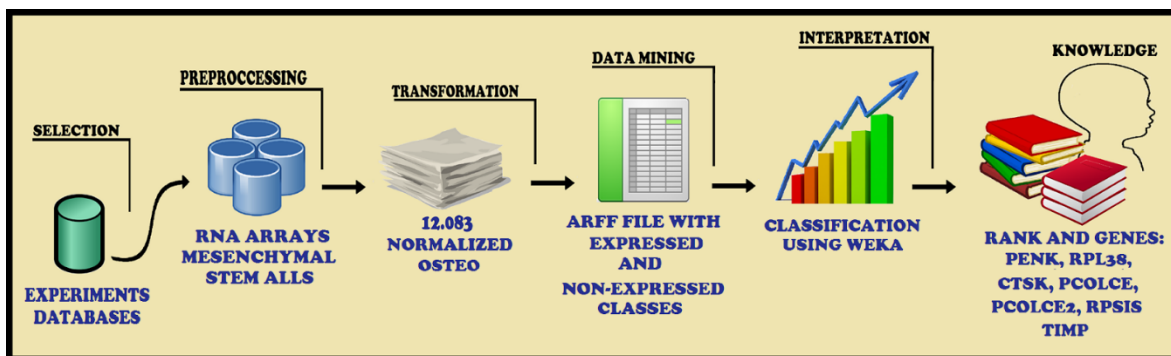 SELECTION
EXPERIMENTS
DATABASES
PREPROCCESSING
RNA ARRAYS
MESENCHYMAL
STEM ALLS
TRANSFORMATION
12.083
NORMALIZED
OSTEO
DATA MINING
ARFF FILE WITH
EXPRESSED
AND
NON-EXPRESSED
CLASSES
INTERPRETATION
CLASSIFICATION
USING WEKA
KNOWLEDGE
RANK AND GENES:
PENK, RPL38,
CTSK, PCOLCE,
PCOLCE2, RPSIS
TIMP